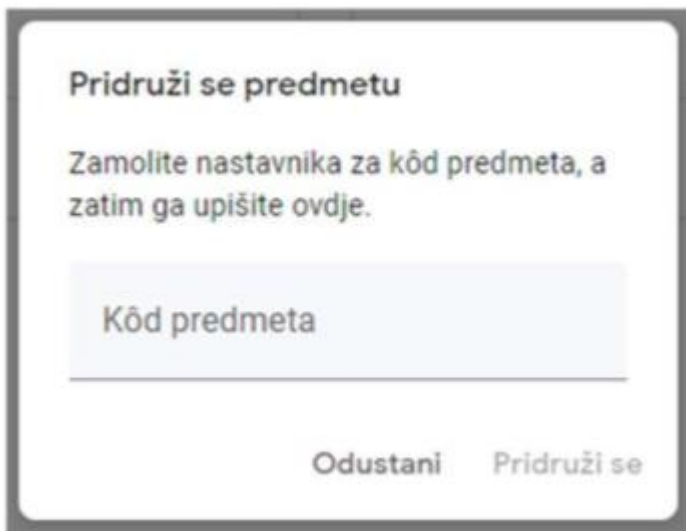 Pridruži se predmetu
Zamolite nastavnika za kôd predmeta, a
zatim ga upišite ovdje.
Kôd predmeta
Odustani Pridruži se